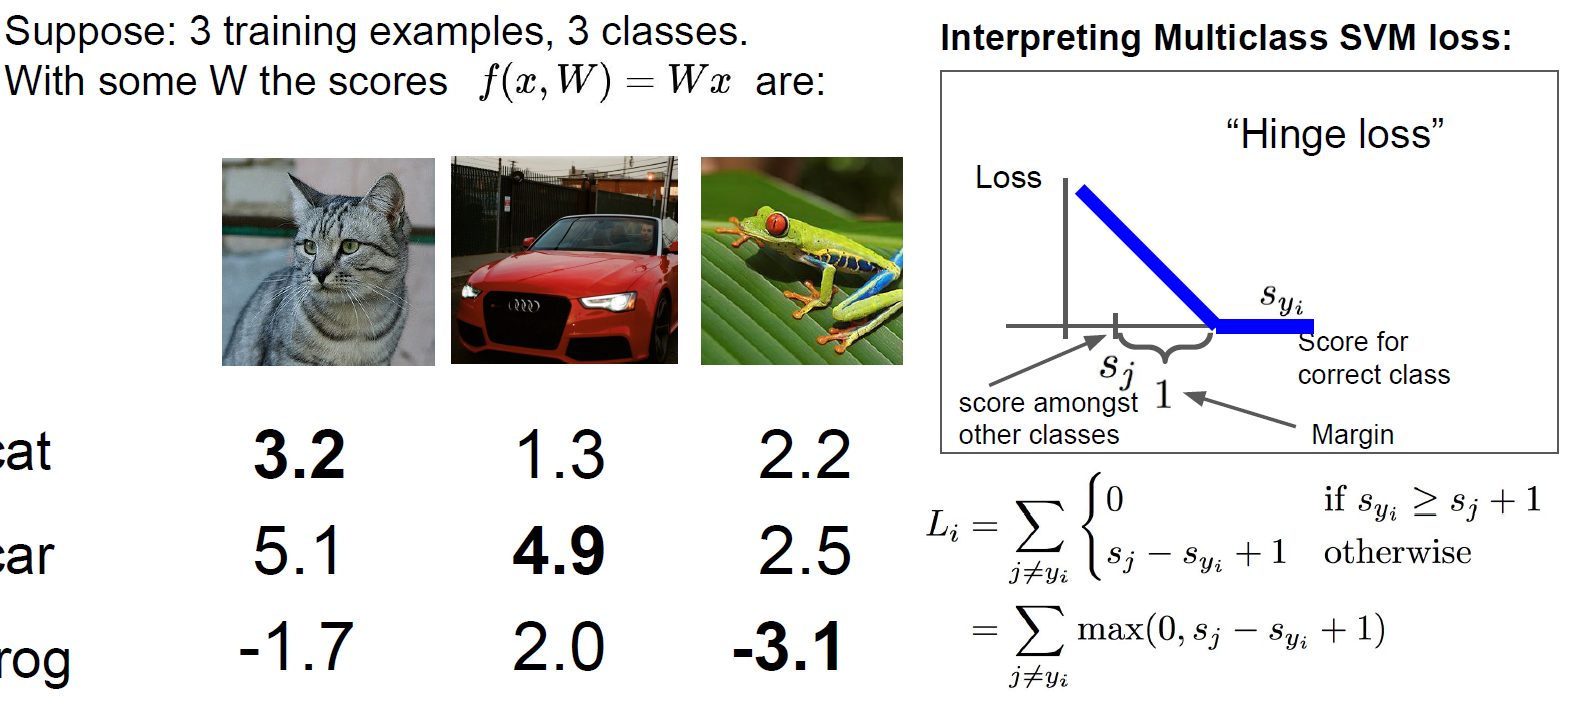 Suppose: 3 training examples, 3 classes.
With some W the scores f(x, W) = Wx are:
cat 3.2 1.3 2.2
car 5.1 4.9 2.5
frog -1.7 2.0 -3.1
Interpreting Multiclass SVM loss:
“Hinge loss”
Loss
s_{y_i}
Score for
correct class
s_j
1
score amongst
other classes
Margin
L_i = \sum_{j \neq y_i} \begin{cases} 0 & \text{if } s_{y_i} \geq s_j + 1 \\ s_j - s_{y_i} + 1 & \text{otherwise} \end{cases}
= \sum_{j \neq y_i} \max(0, s_j - s_{y_i} + 1)